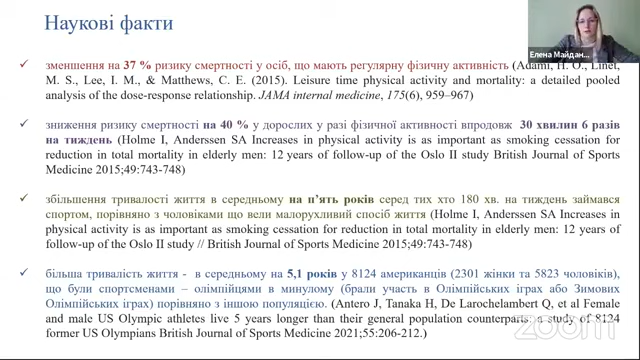 Наукові факти
Елена Майдан...
зменшення на 37 % ризику смертності у осіб, що мають регулярну фізичну активність (Adami, H. O., Linet,
M. S., Lee, I. M., & Matthews, C. E. (2015). Leisure time physical activity and mortality: a detailed pooled
analysis of the dose-response relationship. JAMA internal medicine, 175(6), 959–967)
зниження ризику смертності на 40 % у дорослих у разі фізичної активності впродовж 30 хвилин 6 разів
на тиждень (Holme I, Anderssen SA Increases in physical activity is as important as smoking cessation for
reduction in total mortality in elderly men: 12 years of follow-up of the Oslo II study British Journal of Sports
Medicine 2015;49:743-748)
збільшення тривалості життя в середньому на п’ять років серед тих хто 180 хв. на тиждень займався
спортом, порівняно з чоловіками що вели малорухливий спосіб життя (Holme I, Anderssen SA Increases in
physical activity is as important as smoking cessation for reduction in total mortality in elderly men: 12 years of
follow-up of the Oslo II study // British Journal of Sports Medicine 2015;49:743-748)
більша тривалість життя - в середньому на 5,1 років у 8124 американців (2301 жінки та 5823 чоловіків),
що були спортсменами – олімпійцями в минулому (брали участь в Олімпійських іграх або Зимових
Олімпійських іграх) порівняно з іншою популяцією. (Antero J, Tanaka H, De Larochelambert Q, et al Female
and male US Olympic athletes live 5 years longer than their general population counterparts: a study of 8124
former US Olympians British Journal of Sports Medicine 2021;55:206-212.)
zoom